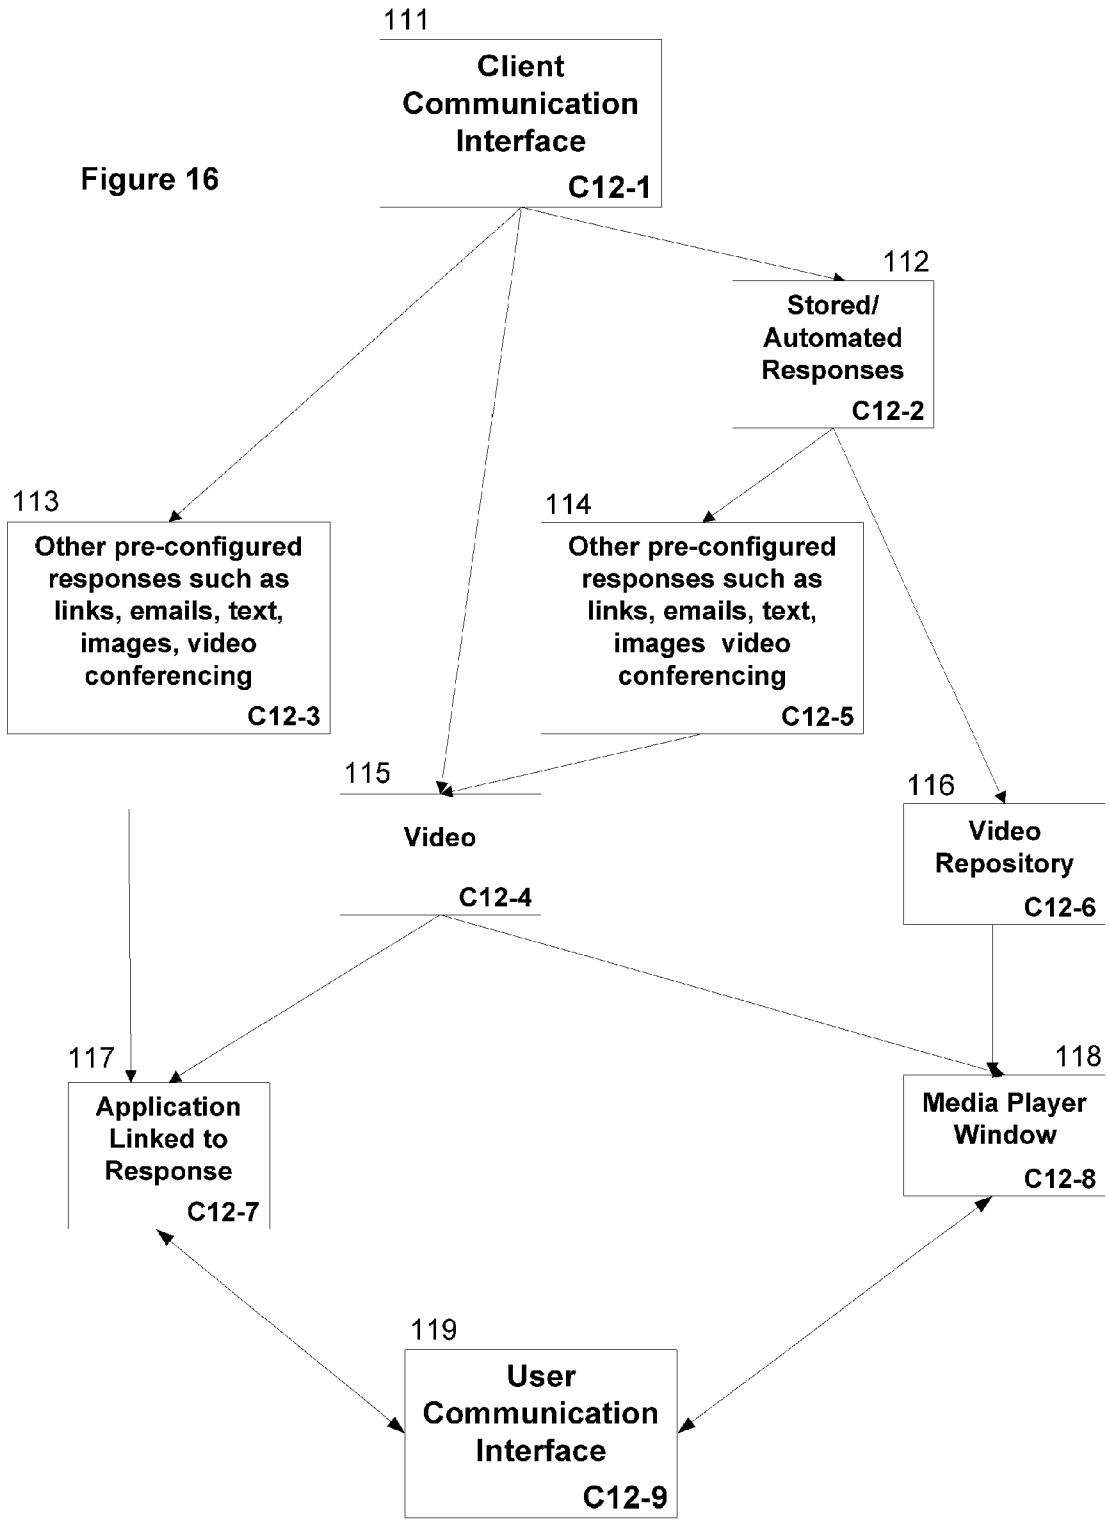 111
Client
Communication
Interface
C12-1
Figure 16
112
Stored/
Automated
Responses
C12-2
113
Other pre-configured
responses such as
links, emails, text,
images, video
conferencing
C12-3
114
Other pre-configured
responses such as
links, emails, text,
images video
conferencing
C12-5
115
Video
C12-4
116
Video
Repository
C12-6
117
Application
Linked to
Response
C12-7
118
Media Player
Window
C12-8
119
User
Communication
Interface
C12-9